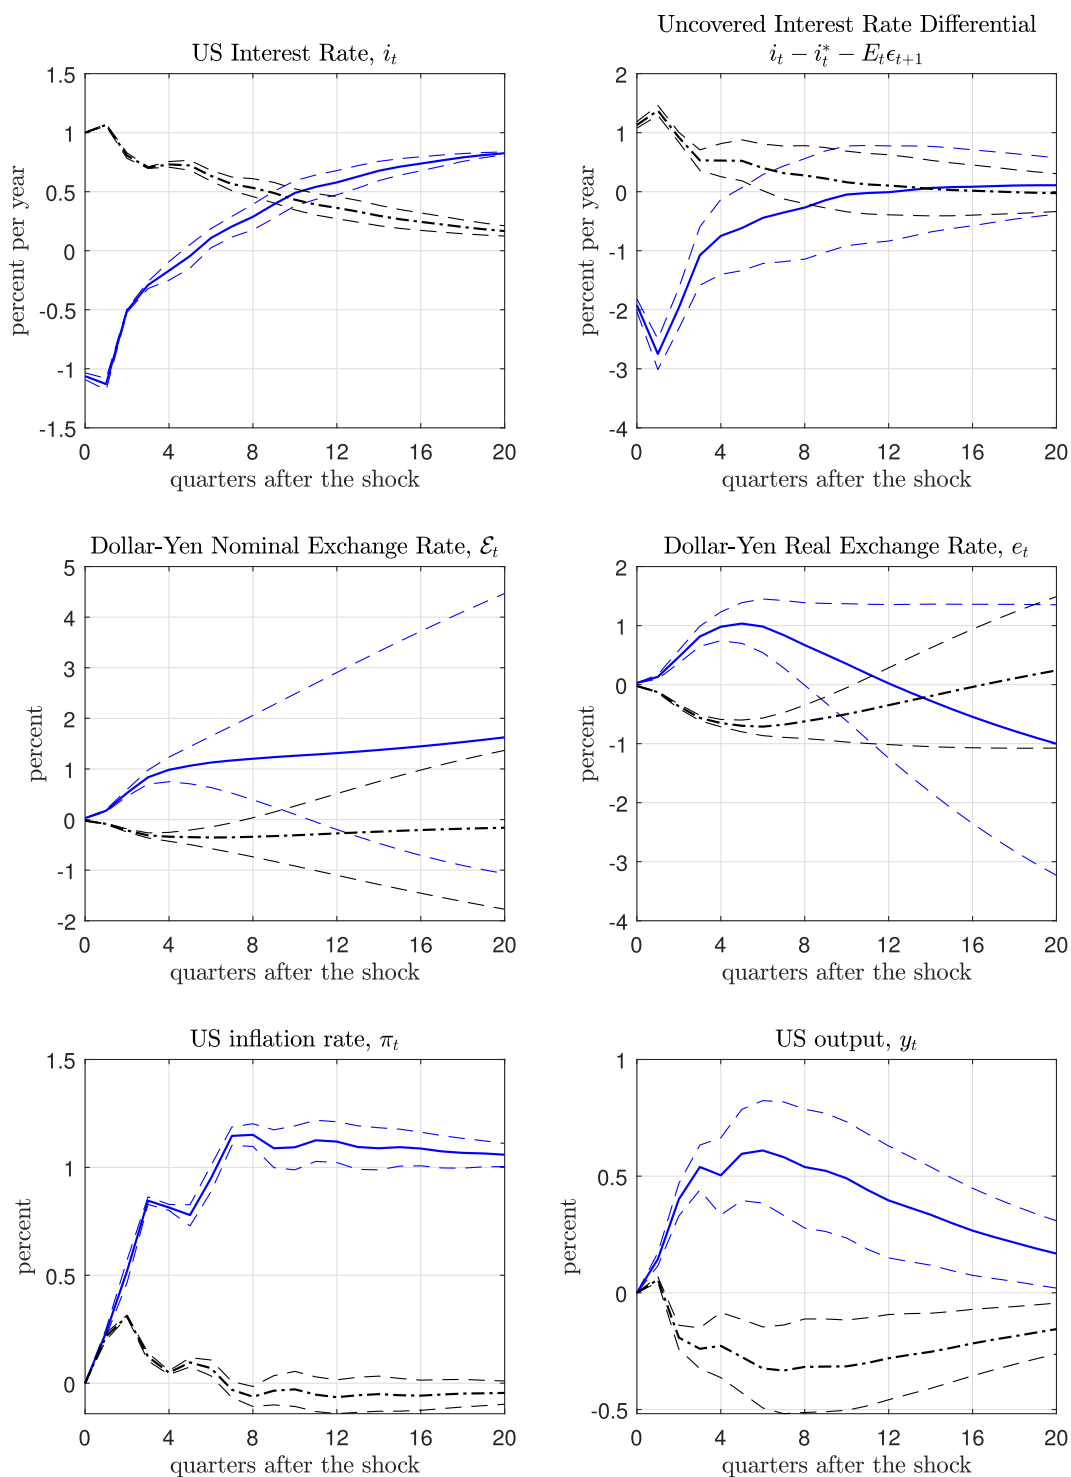 US Interest Rate, i_t
1.5
1
0.5
0
-0.5
-1
-1.5
percent per year
0 4 8 12 16 20
quarters after the shock
Uncovered Interest Rate Differential
i_t − i_t^* − E_tϵ_{t+1}
2
1
0
-1
-2
-3
-4
percent per year
0 4 8 12 16 20
quarters after the shock
Dollar-Yen Nominal Exchange Rate, ℰ_t
5
4
3
2
1
0
-1
-2
percent
0 4 8 12 16 20
quarters after the shock
Dollar-Yen Real Exchange Rate, e_t
2
1
0
-1
-2
-3
-4
percent
0 4 8 12 16 20
quarters after the shock
US inflation rate, π_t
1.5
1
0.5
0
percent
0 4 8 12 16 20
quarters after the shock
US output, y_t
1
0.5
0
-0.5
percent
0 4 8 12 16 20
quarters after the shock